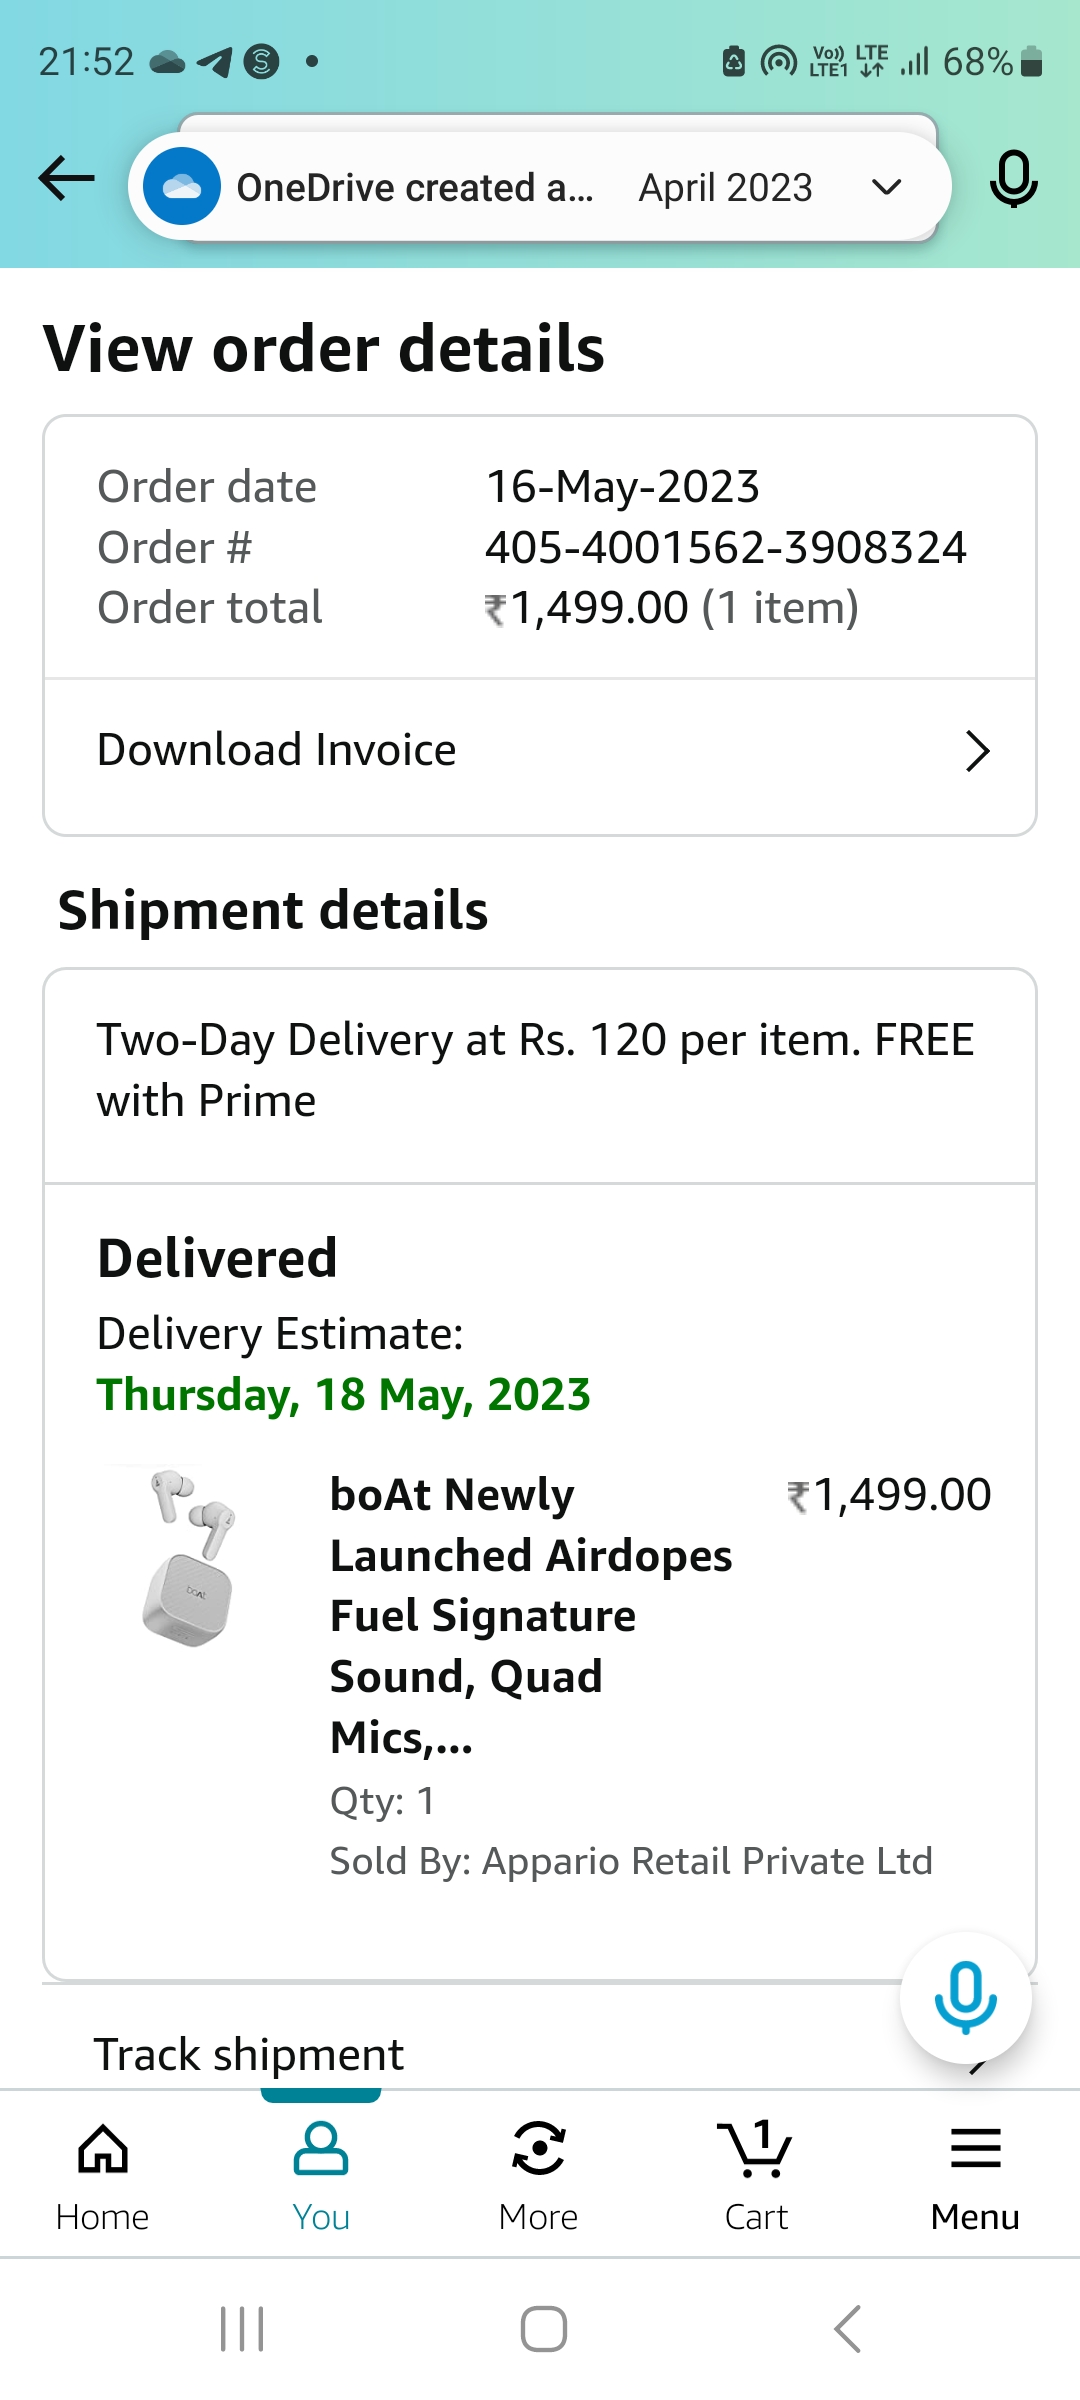 21:52
Vo)) LTE1 LTE 68%
OneDrive created a... April 2023
View order details
Order date 16-May-2023
Order # 405-4001562-3908324
Order total ₹1,499.00 (1 item)
Download Invoice
Shipment details
Two-Day Delivery at Rs. 120 per item. FREE
with Prime
Delivered
Delivery Estimate:
Thursday, 18 May, 2023
boAt
boAt Newly ₹1,499.00
Launched Airdopes
Fuel Signature
Sound, Quad
Mics,...
Qty: 1
Sold By: Appario Retail Private Ltd
Track shipment
1
Home You More Cart Menu